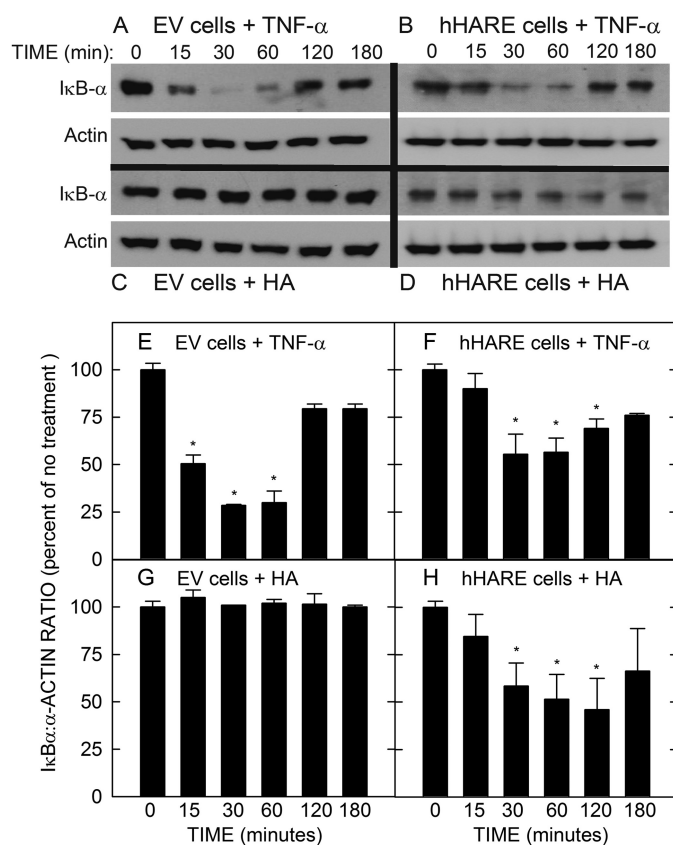 A EV cells + TNF-α B hHARE cells + TNF-α
TIME (min): 0 15 30 60 120 180 0 15 30 60 120 180
IκB-α
Actin
IκB-α
Actin
C EV cells + HA D hHARE cells + HA
IκBα:α-ACTIN RATIO (percent of no treatment )
E EV cells + TNF-α
100
75
50
25
0
* * *
F hHARE cells + TNF-α
* * *
G EV cells + HA
100
75
50
25
0
H hHARE cells + HA
* * *
0 15 30 60 120 180 0 15 30 60 120 180
TIME (minutes) TIME (minutes)